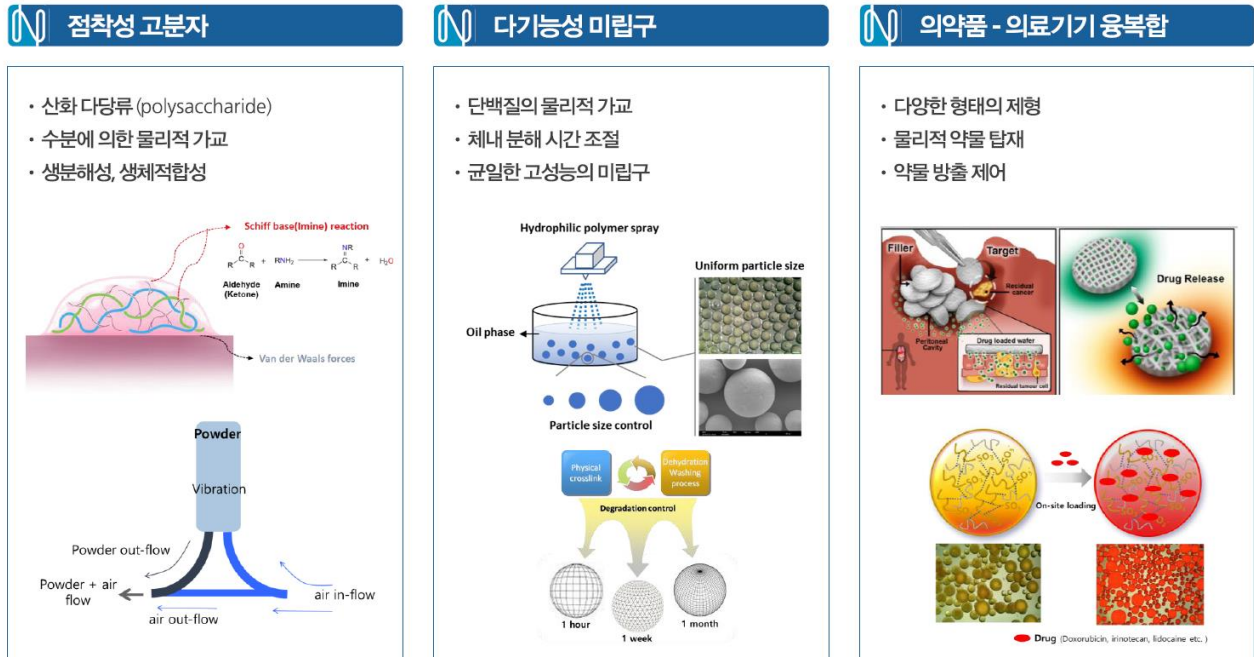 점착성 고분자
• 산화 다당류 (polysaccharide)
• 수분에 의한 물리적 가교
• 생분해성, 생체적합성
Schiff base(Imine) reaction
O
NR
R C R + RNH₂ → R C R + H₂O
Aldehyde Amine Imine
(Ketone)
Van der Waals forces
Powder
Vibration
Powder out-flow
Powder + air
flow
air in-flow
air out-flow
다기능성 미립구
• 단백질의 물리적 가교
• 체내 분해 시간 조절
• 균일한 고성능의 미립구
Hydrophilic polymer spray
Uniform particle size
Oil phase
Particle size control
Physical
crosslink
Dehydration
Washing
process
Degradation control
1 hour
1 week
1 month
의약품 - 의료기기 융복합
• 다양한 형태의 제형
• 물리적 약물 탑재
• 약물 방출 제어
Filler
Target
Residual
cancer
Peritoneal
Cavity
Drug loaded wafer
Residual tumour cell
Drug Release
On-site loading
Drug (Doxorubicin, irinotecan, lidocaine etc. )